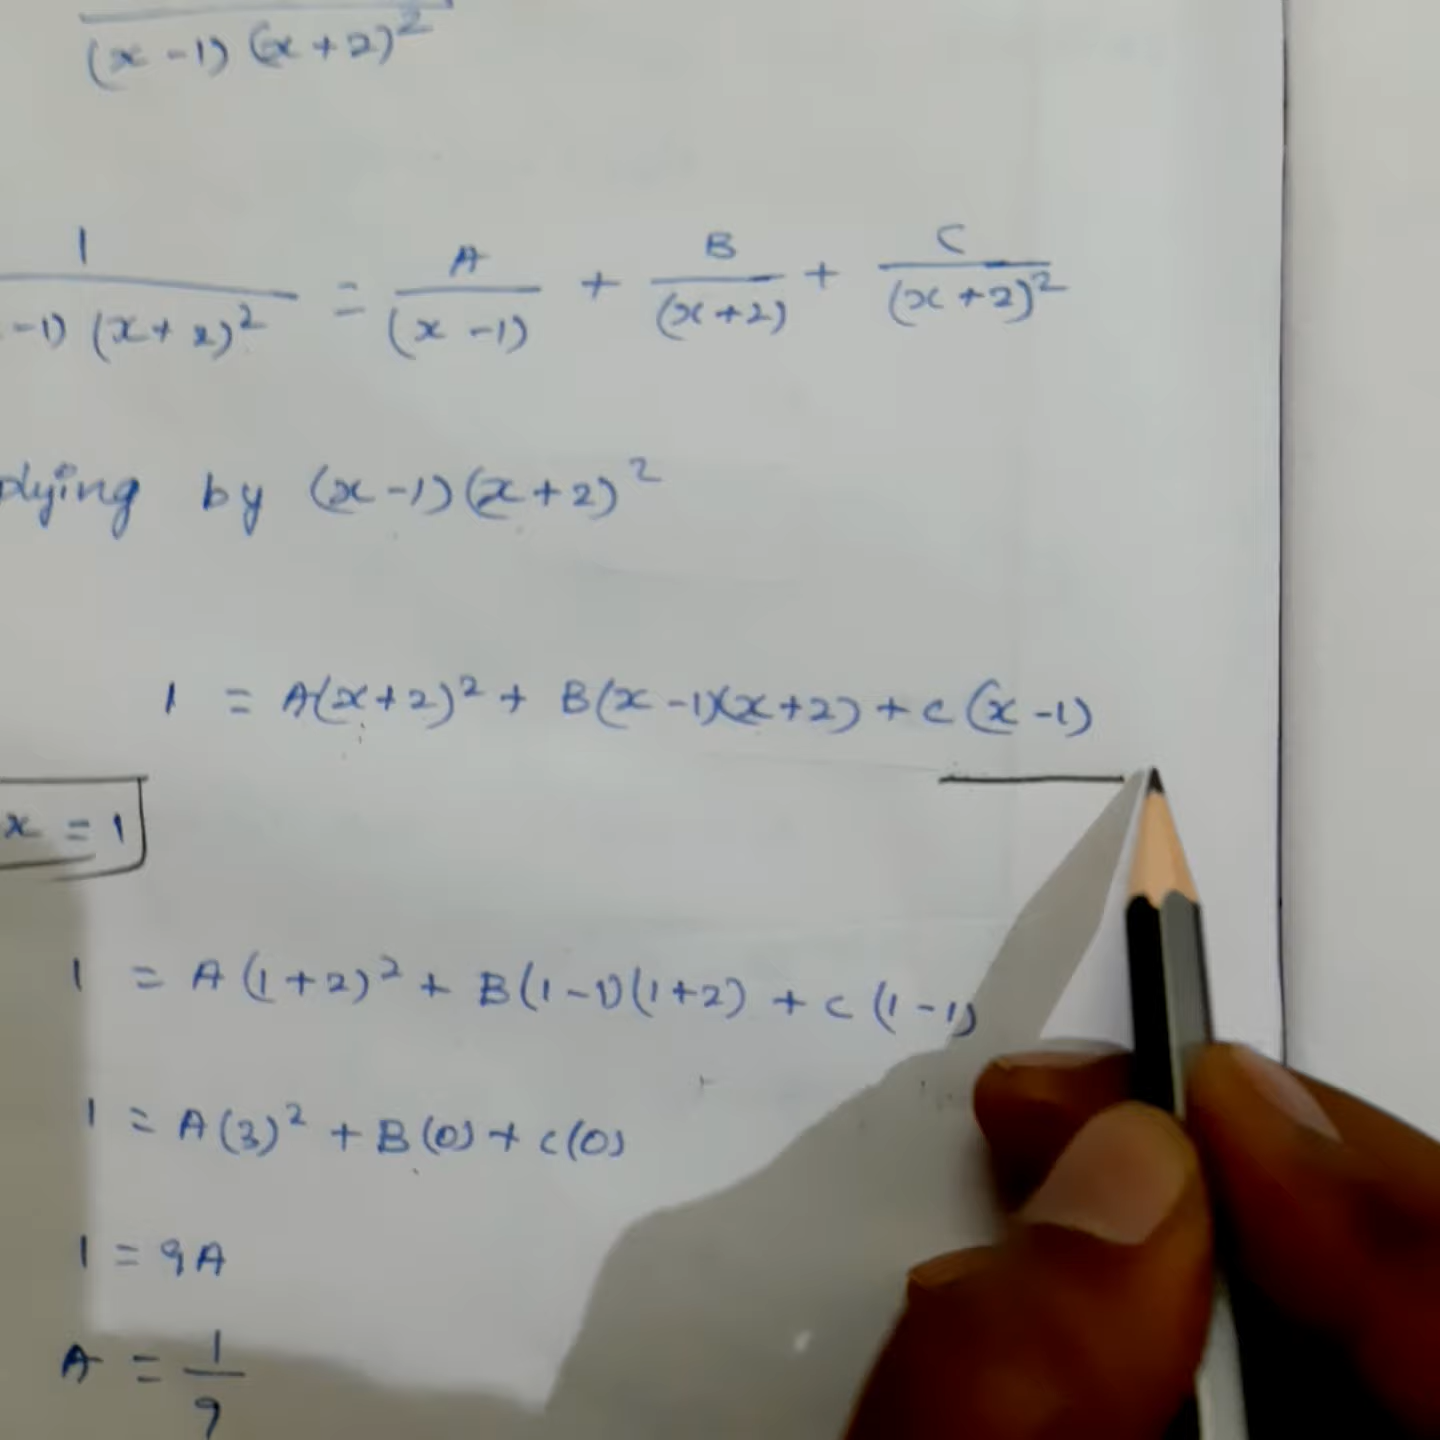 (x-1) (x+2)²
1/(-1) (x+2)² = A/(x-1) + B/(x+2) + C/(x+2)²
plying by (x-1)(x+2)²
1 = A(x+2)² + B(x-1)(x+2) + C(x-1)
x = 1
1 = A(1+2)² + B(1-1)(1+2) + C(1-1)
1 = A(3)² + B(0) + C(0)
1 = 9A
A = 1/9